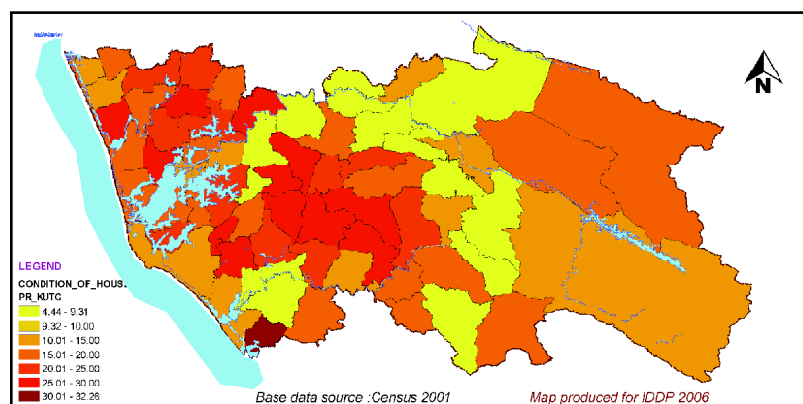 N
LEGEND
CONDITION_OF_HOUS
PR_KUTC
4.44 - 9.31
9.32 - 10.00
10.01 - 15.00
15.01 - 20.00
20.01 - 25.00
25.01 - 30.00
30.01 - 32.26
Base data source :Census 2001
Map produced for IDDP 2006